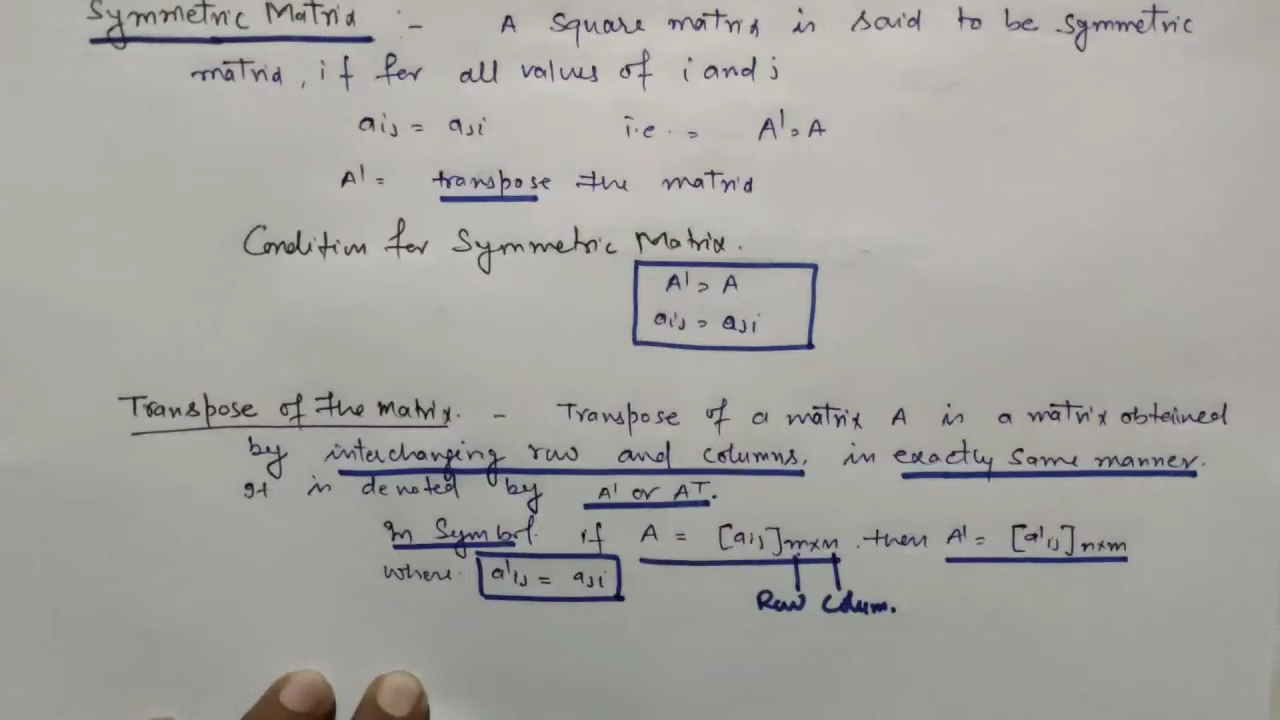 Symmetric Matrix :- A square matrix is said to be symmetric
matrix, if for all values of i and j
aij = aji i.e. = A' = A
A' = transpose the matrix
Condition for Symmetric Matrix.
A' = A
aij = aji
Transpose of the matrix. - Transpose of a matrix A is a matrix obtained
by interchanging row and columns, in exactly same manner.
It is denoted by A' or AT.
In Symbol. if A = [aij]m×n . then A' = [a'ij]n×m
where. a'ij = aji
Row Colum.